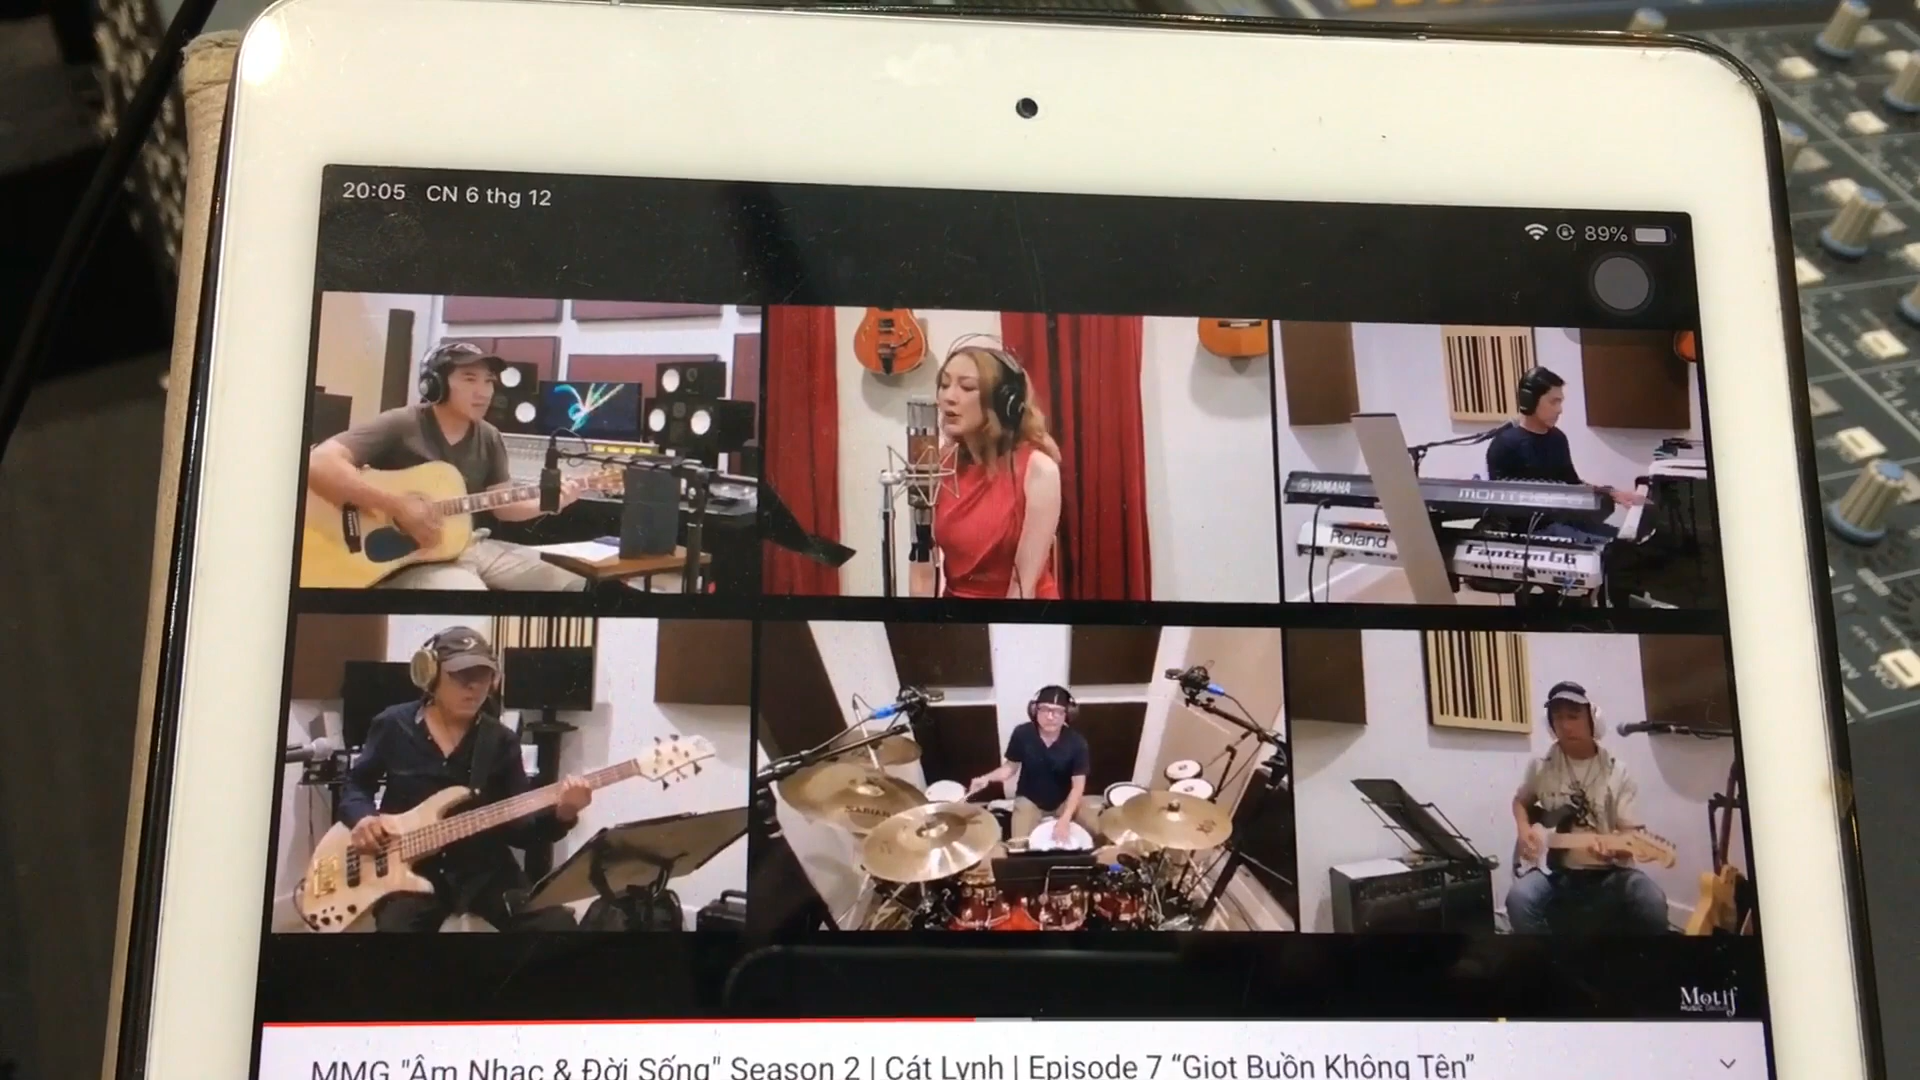 20:05 CN 6 thg 12
89%
YAMAHA
MONTAGE
Roland
Fantom G6
SABIAN
Motif
MMG "Âm Nhạc & Đời Sống" Season 2 | Cát Lynh | Episode 7 “Giọt Buồn Không Tên”